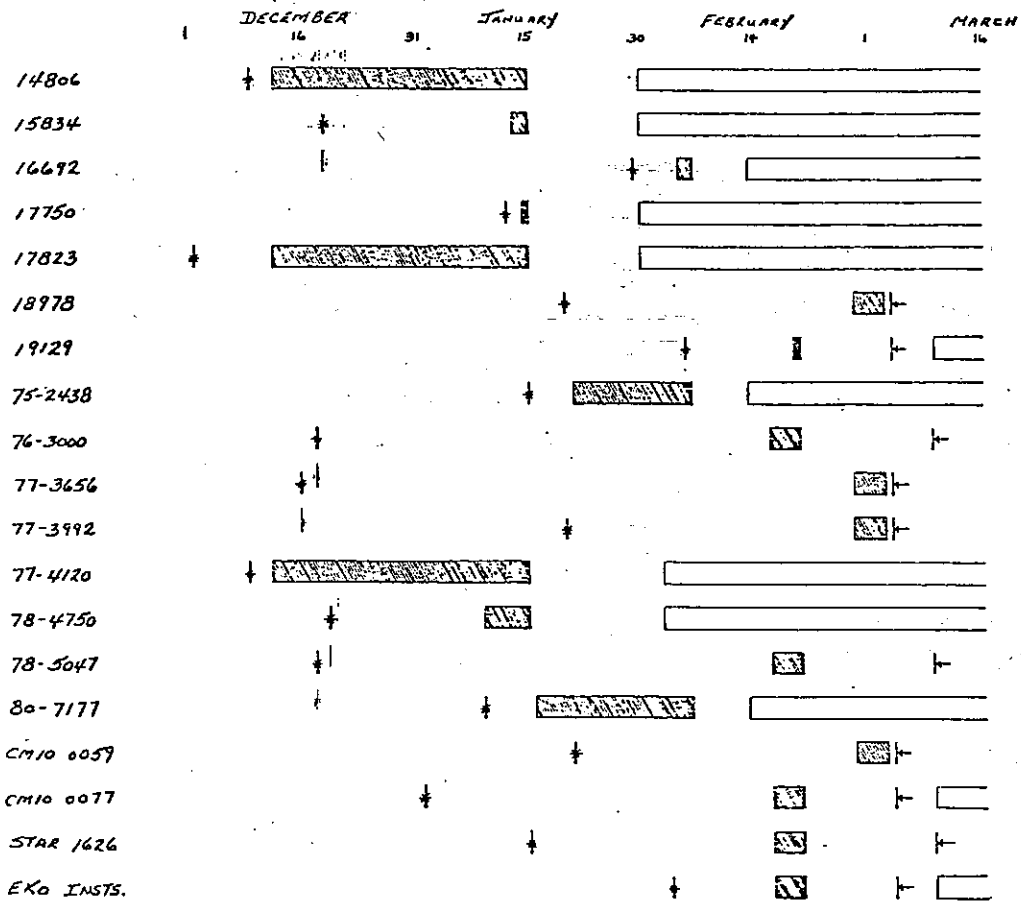 DECEMBER JANUARY FEBRUARY MARCH
1 16 31 15 30 14 1 16
14806
15834
16692
17750
17823
18978
19129
75-2438
76-3000
77-3656
77-3992
77-4120
78-4750
78-5047
80-7177
CM10 0059
CM10 0077
STAR 1626
EKO INSTS.